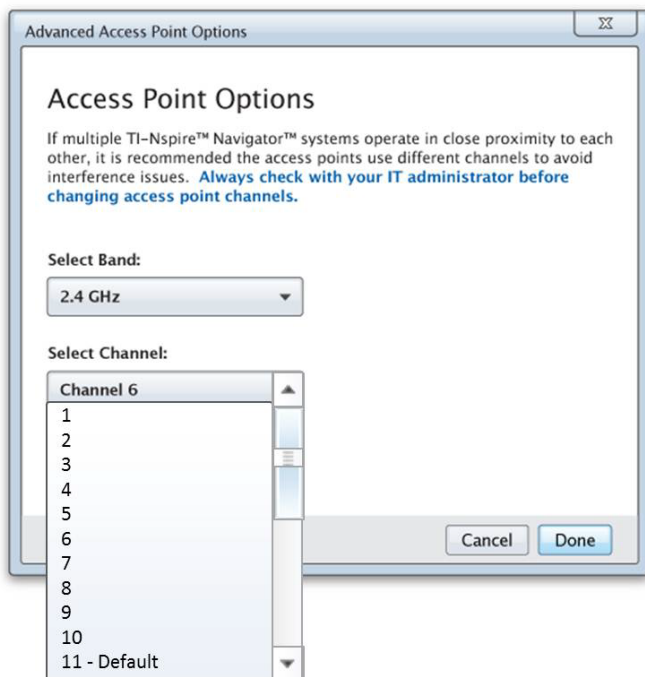 Advanced Access Point Options
Access Point Options
If multiple TI-Nspire™ Navigator™ systems operate in close proximity to each
other, it is recommended the access points use different channels to avoid
interference issues. Always check with your IT administrator before
changing access point channels.
Select Band:
2.4 GHz
Select Channel:
Channel 6
1
2
3
4
5
6
7
8
9
10
11 - Default
Cancel Done